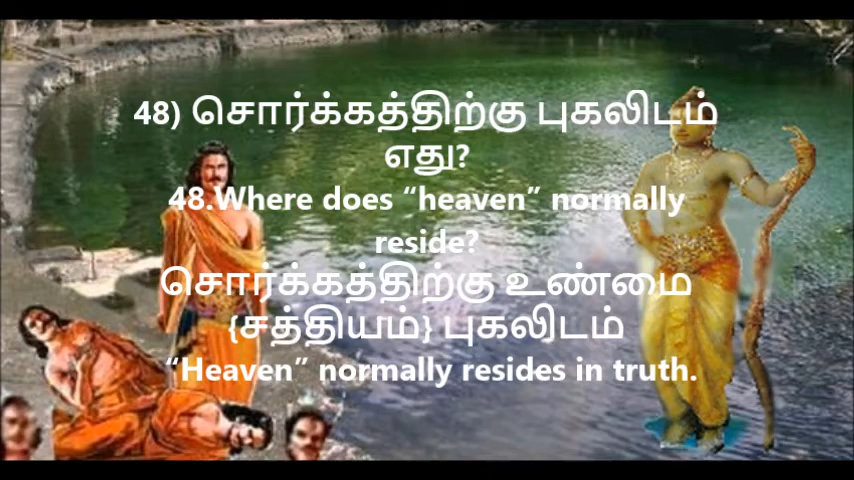 48) சொர்க்கத்திற்கு புகலிடம்
எது?
48.Where does “heaven” normally
reside?
சொர்க்கத்திற்கு உண்மை
{சத்தியம்} புகலிடம்
“Heaven” normally resides in truth.